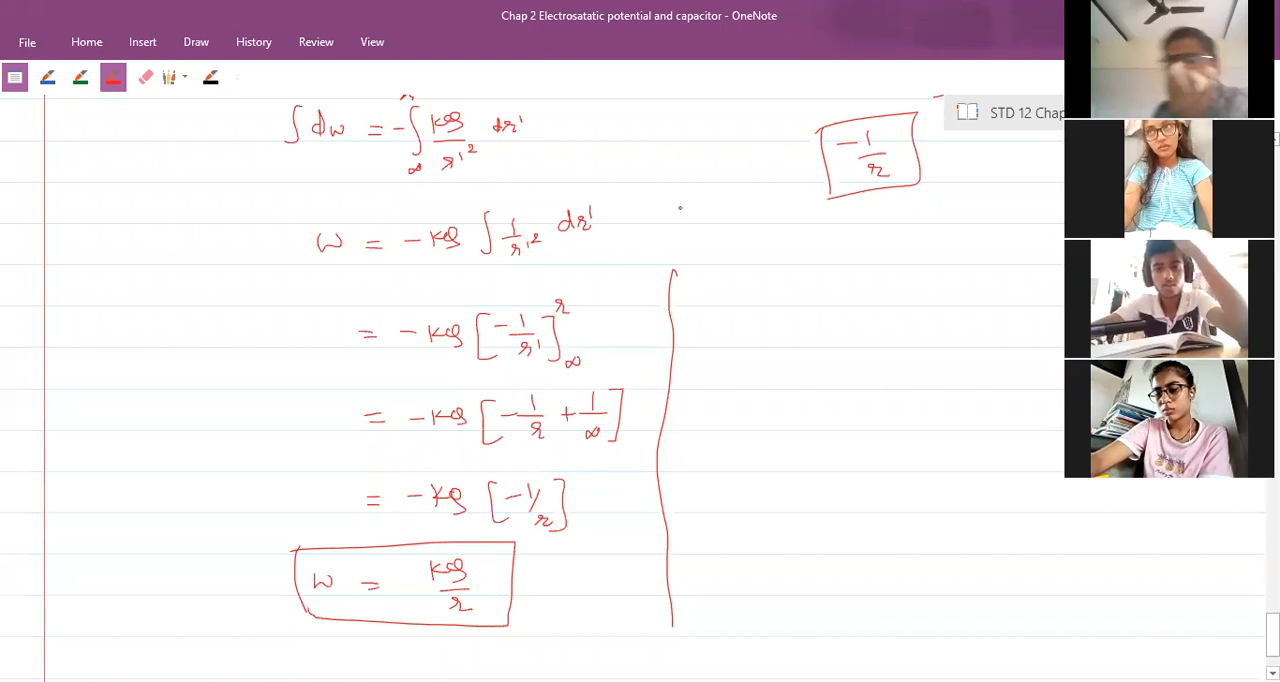 Chap 2 Electrosatatic potential and capacitor - OneNote
File Home Insert Draw History Review View
STD 12 Chap
∫ dw = - ∫∞ KQ/r'² dr'
-1/r
W = - KQ ∫ 1/r'² dr'
= - KQ [-1/r']∞^r
= - KQ [-1/r + 1/∞]
= - KQ [-1/r]
W = KQ/r